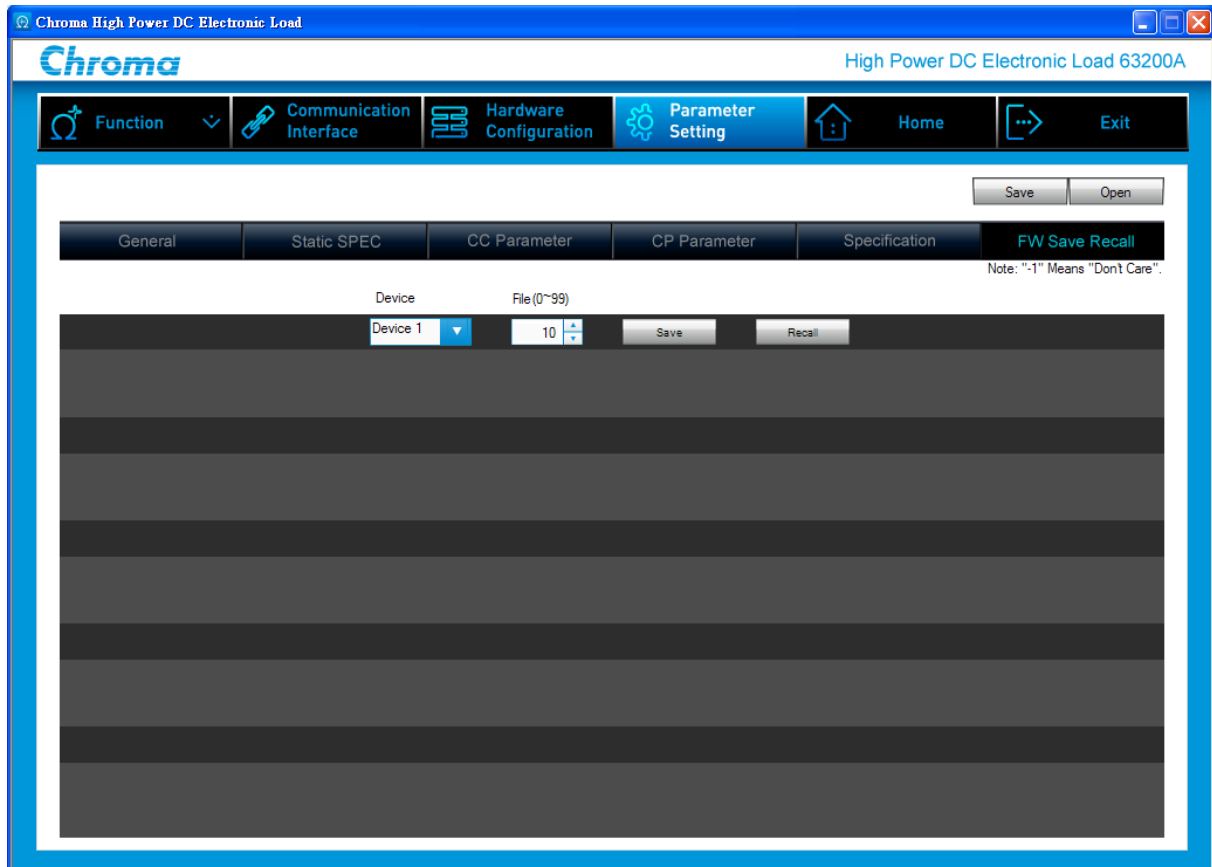 Chroma High Power DC Electronic Load
Chroma
High Power DC Electronic Load 63200A
Function
Communication Interface
Hardware Configuration
Parameter Setting
Home
Exit
Save
Open
General
Static SPEC
CC Parameter
CP Parameter
Specification
FW Save Recall
Note: "-1" Means "Don't Care".
Device
File(0~99)
Device 1
10
Save
Recall